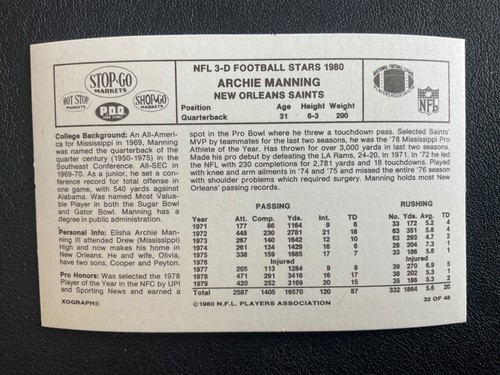 STOP•GO
MARKETS
HOT STOP
MARKETS
P.D.Q
SHOP•GO
MARKETS
NFL 3-D FOOTBALL STARS 1980
ARCHIE MANNING
NEW ORLEANS SAINTS
Position Age Height Weight
Quarterback 31 6-3 200
NFL
College Background: An All-Ameri-
ca for Mississippi in 1969, Manning
was named the quarterback of the
quarter century (1950-1975) in the
Southeast Conference. All-SEC in
1969-70. As a junior, he set a con-
ference record for total offense in
one game, with 540 yards against
Alabama. Was named Most Valua-
ble Player in both the Sugar Bowl
and Gator Bowl. Manning has a
degree in public administration.
Personal Info: Elisha Archie Man-
ning III attended Drew (Mississippi)
High and now makes his home in
New Orleans. He and wife, Olivia,
have two sons, Cooper and Peyton.
Pro Honors: Was selected the 1978
Player of the Year in the NFC by UPI
and Sporting News and earned a
XOGRAPH®
spot in the Pro Bowl where he threw a touchdown pass. Selected Saints'
MVP by teammates for the last two seasons. Was the '78 Mississippi Pro
Athlete of the Year. Has thrown for over 3,000 yards in last two seasons.
Made his pro debut by defeating the LA Rams, 24-20, in 1971. In '72 he led
the NFL with 230 completions for 2,781 yards and 18 touchdowns. Played
with knee and arm ailments in '74 and '75 and missed the entire '76 season
with shoulder problems which required surgery. Manning holds most New
Orleans' passing records.
PASSING RUSHING
Year Att. Comp. Yds. Int. TD No. Yds. Avg. TD
1971 177 86 1164 9 6 33 172 5.2 4
1972 448 230 2781 21 18 63 351 5.6
1973 267 140 1642 12 10 63 293 4.7
1974 261 134 1429 16 6 28 204 7.3 1
1975 338 159 1685 17 7 33 186 5.6 1
1976 Injured Injured
1977 205 113 1284 8 8 39 270 6.9 5
1978 471 291 3416 16 17 38 202 5.3 1
1979 420 252 3169 20 15 35 186 5.3 2
Total 2587 1405 16570 120 87 332 1864 5.6 20
©1980 N.F.L. PLAYERS ASSOCIATION
32 OF 48